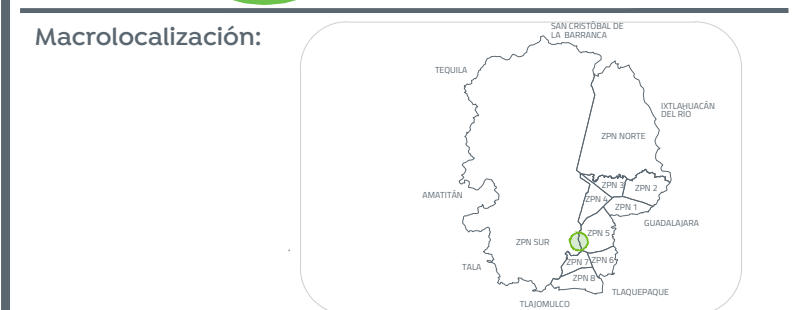 Macrolocalización:
SAN CRISTÓBAL DE
LA BARRANCA
TEQUILA
IXTLAHUACÁN
DEL RÍO
ZPN NORTE
ZPN 3
ZPN 2
AMATITÁN
ZPN 4
ZPN 1
GUADALAJARA
ZPN 5
ZPN SUR
ZPN 7
ZPN 6
TALA
ZPN 8
TLAQUEPAQUE
TLAJOMULCO